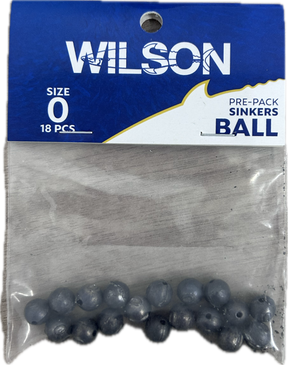 WILSON
SIZE
0
18 PCS
PRE-PACK
SINKERS
BALL